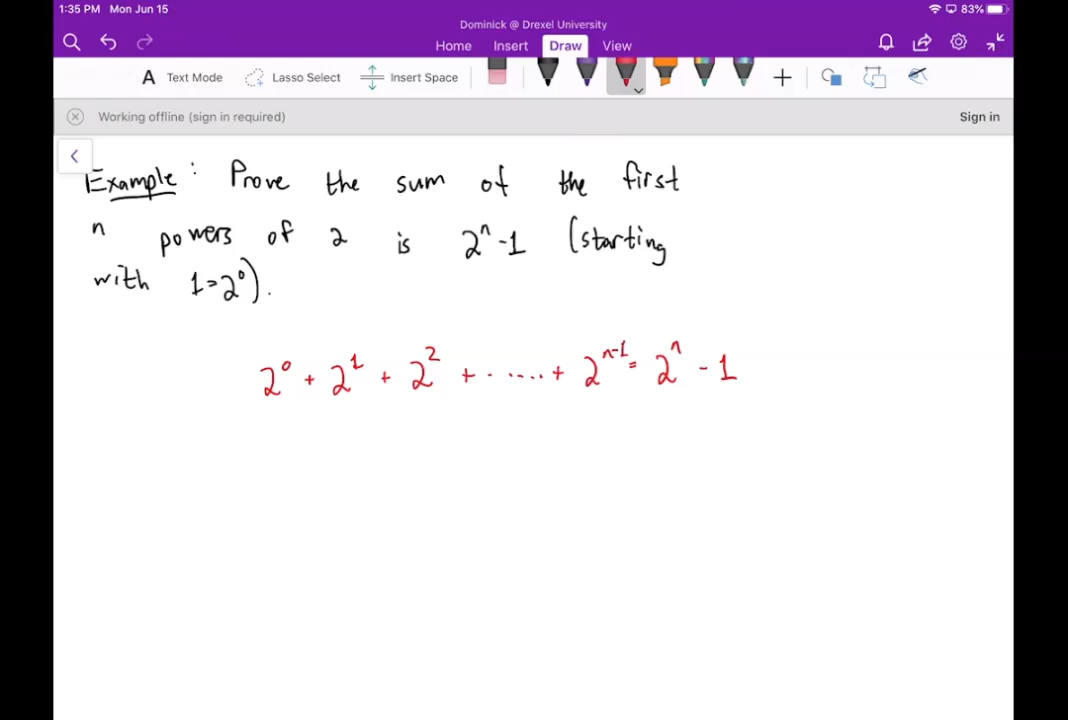 1:35 PM Mon Jun 15 83%
Dominick @ Drexel University
Home Insert Draw View
A Text Mode Lasso Select Insert Space
Working offline (sign in required) Sign in
Example: Prove the sum of the first
n powers of 2 is 2^n - 1 (starting
with 1 = 2^0).
2^0 + 2^1 + 2^2 + ...... + 2^{n-1} = 2^n - 1